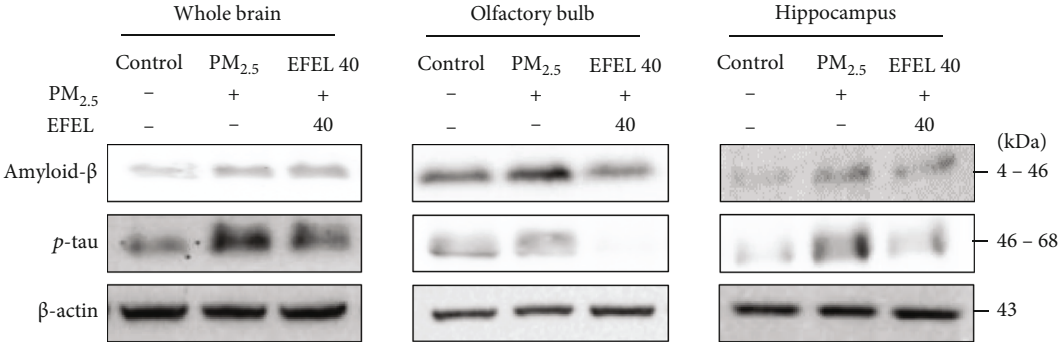 Whole brain Olfactory bulb Hippocampus
Control PM2.5 EFEL 40 Control PM2.5 EFEL 40 Control PM2.5 EFEL 40
PM2.5 – + + – + + – + +
EFEL – – 40 – – 40 – – 40
(kDa)
Amyloid-β 4 – 46
p-tau 46 – 68
β-actin 43